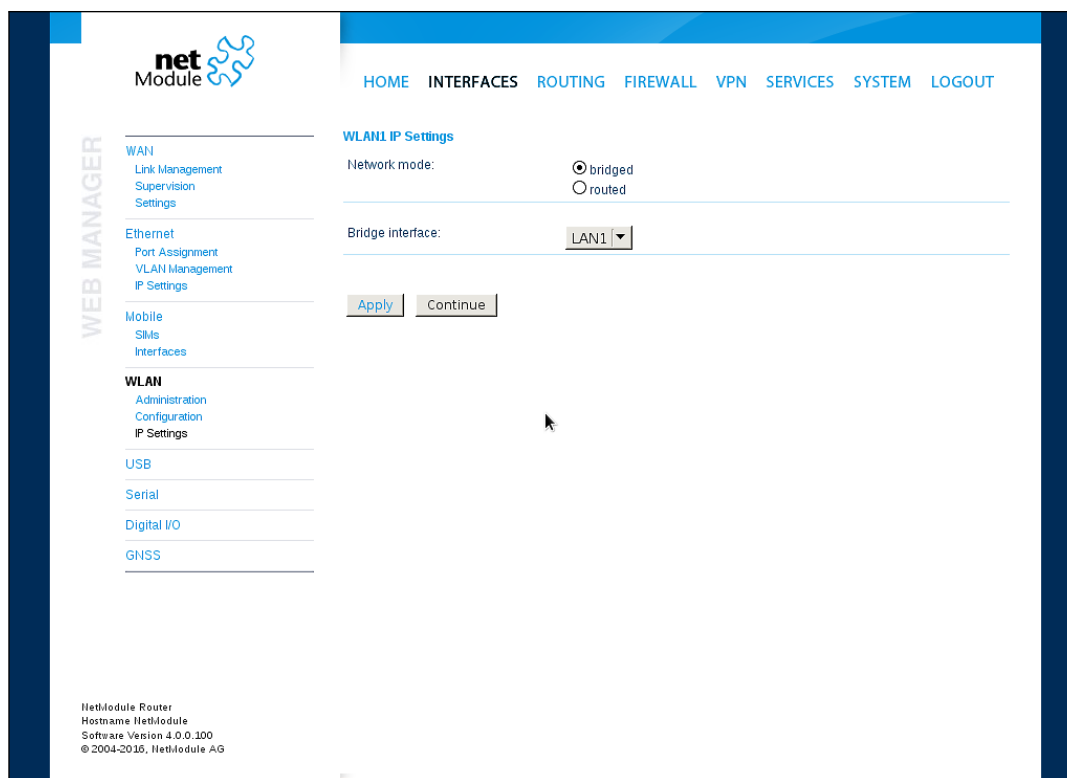 net
Module
HOME INTERFACES ROUTING FIREWALL VPN SERVICES SYSTEM LOGOUT
WEB MANAGER
WAN
Link Management
Supervision
Settings
Ethernet
Port Assignment
VLAN Management
IP Settings
Mobile
SIMs
Interfaces
WLAN
Administration
Configuration
IP Settings
USB
Serial
Digital I/O
GNSS
WLAN1 IP Settings
Network mode:
bridged
routed
Bridge interface:
LAN1
Apply Continue
NetModule Router
Hostname NetModule
Software Version 4.0.0.100
© 2004-2016, NetModule AG